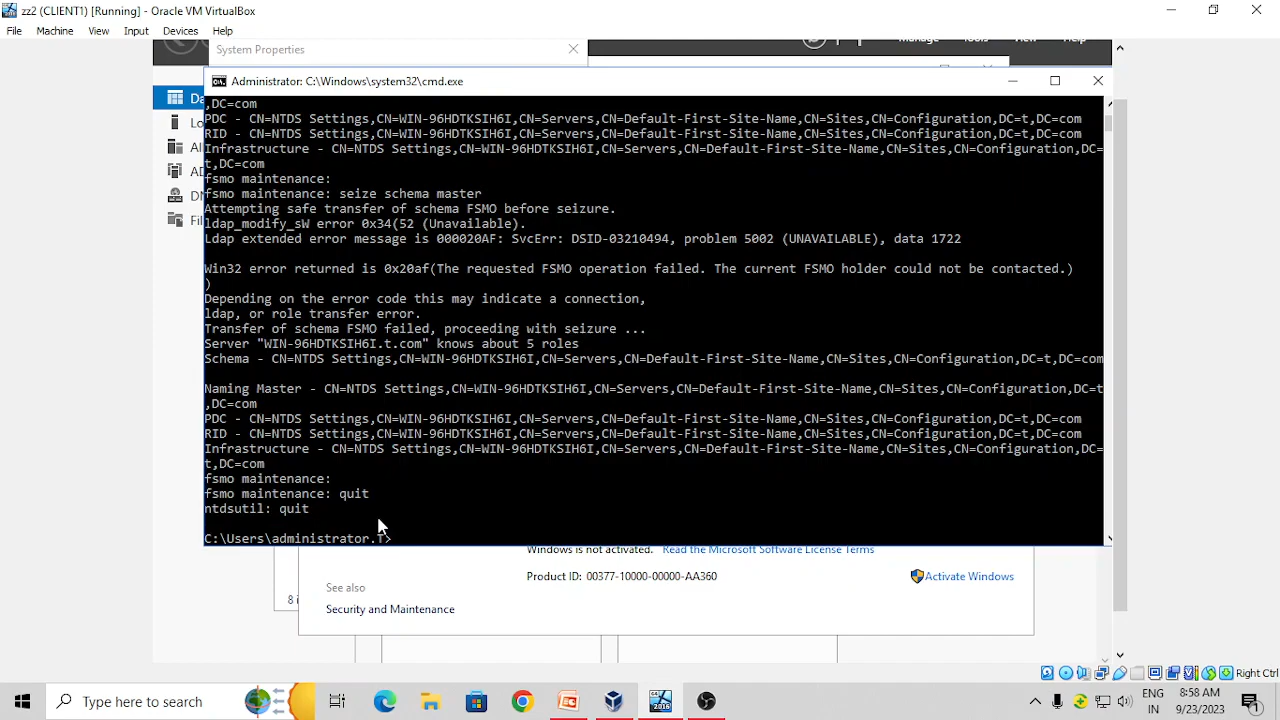 zz2 (CLIENT1) [Running] - Oracle VM VirtualBox
File Machine View Input Devices Help
System Properties
Manage Tools View Help
Administrator: C:\Windows\system32\cmd.exe
,DC=com
PDC - CN=NTDS Settings,CN=WIN-96HDTKSIH6I,CN=Servers,CN=Default-First-Site-Name,CN=Sites,CN=Configuration,DC=t,DC=com
RID - CN=NTDS Settings,CN=WIN-96HDTKSIH6I,CN=Servers,CN=Default-First-Site-Name,CN=Sites,CN=Configuration,DC=t,DC=com
Infrastructure - CN=NTDS Settings,CN=WIN-96HDTKSIH6I,CN=Servers,CN=Default-First-Site-Name,CN=Sites,CN=Configuration,DC=
t,DC=com
fsmo maintenance:
fsmo maintenance: seize schema master
Attempting safe transfer of schema FSMO before seizure.
ldap_modify_sW error 0x34(52 (Unavailable).
Ldap extended error message is 000020AF: SvcErr: DSID-03210494, problem 5002 (UNAVAILABLE), data 1722
Win32 error returned is 0x20af(The requested FSMO operation failed. The current FSMO holder could not be contacted.)
)
Depending on the error code this may indicate a connection,
ldap, or role transfer error.
Transfer of schema FSMO failed, proceeding with seizure ...
Server "WIN-96HDTKSIH6I.t.com" knows about 5 roles
Schema - CN=NTDS Settings,CN=WIN-96HDTKSIH6I,CN=Servers,CN=Default-First-Site-Name,CN=Sites,CN=Configuration,DC=t,DC=com
Naming Master - CN=NTDS Settings,CN=WIN-96HDTKSIH6I,CN=Servers,CN=Default-First-Site-Name,CN=Sites,CN=Configuration,DC=t
,DC=com
PDC - CN=NTDS Settings,CN=WIN-96HDTKSIH6I,CN=Servers,CN=Default-First-Site-Name,CN=Sites,CN=Configuration,DC=t,DC=com
RID - CN=NTDS Settings,CN=WIN-96HDTKSIH6I,CN=Servers,CN=Default-First-Site-Name,CN=Sites,CN=Configuration,DC=t,DC=com
Infrastructure - CN=NTDS Settings,CN=WIN-96HDTKSIH6I,CN=Servers,CN=Default-First-Site-Name,CN=Sites,CN=Configuration,DC=
t,DC=com
fsmo maintenance:
fsmo maintenance: quit
ntdsutil: quit
C:\Users\administrator.T>
Windows is not activated. Read the Microsoft Software License Terms
Product ID: 00377-10000-00000-AA360
Activate Windows
See also
Security and Maintenance
8 i
Right Ctrl
Type here to search
ENG
IN
8:58 AM
9/23/2023